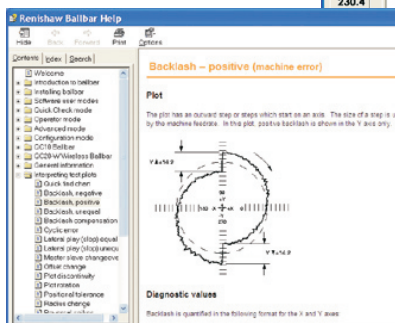 230.4
Renishaw Ballbar Help
Hide Back Forward Print Options
Contents Index Search
Welcome
Introduction to ballbar
Installing ballbar
Software user modes
Quick Check mode
Operator mode
Advanced mode
Configuration mode
QC10 Ballbar
QC20-W Wireless Ballbar
General information
Interpreting test plots
Quick find chart
Backlash, negative
Backlash, positive
Backlash, unequal
Backlash compensation
Cyclic error
Lateral play (slop) equal
Lateral play (slop) unequ
Master slave changeove
Offset change
Plot discontinuity
Plot rotation
Positional tolerance
Radius change
Backlash – positive (machine error)
Plot
The plot has an outward step or steps which start on an axis. The size of a step is u
by the machine feedrate. In this plot, positive backlash is shown in the Y axis only.
Diagnostic values
Backlash is quantified in the following format for the X and Y axes: